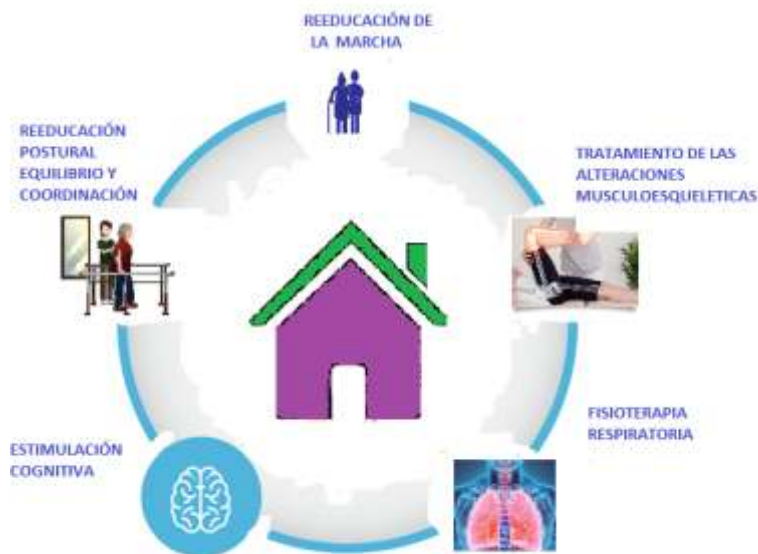 REEDUCACIÓN DE
LA MARCHA
REEDUCACIÓN
POSTURAL
EQUILIBRIO Y
COORDINACIÓN
TRATAMIENTO DE LAS
ALTERACIONES
MUSCULOESQUELETICAS
FISIOTERAPIA
RESPIRATORIA
ESTIMULACIÓN
COGNITIVA